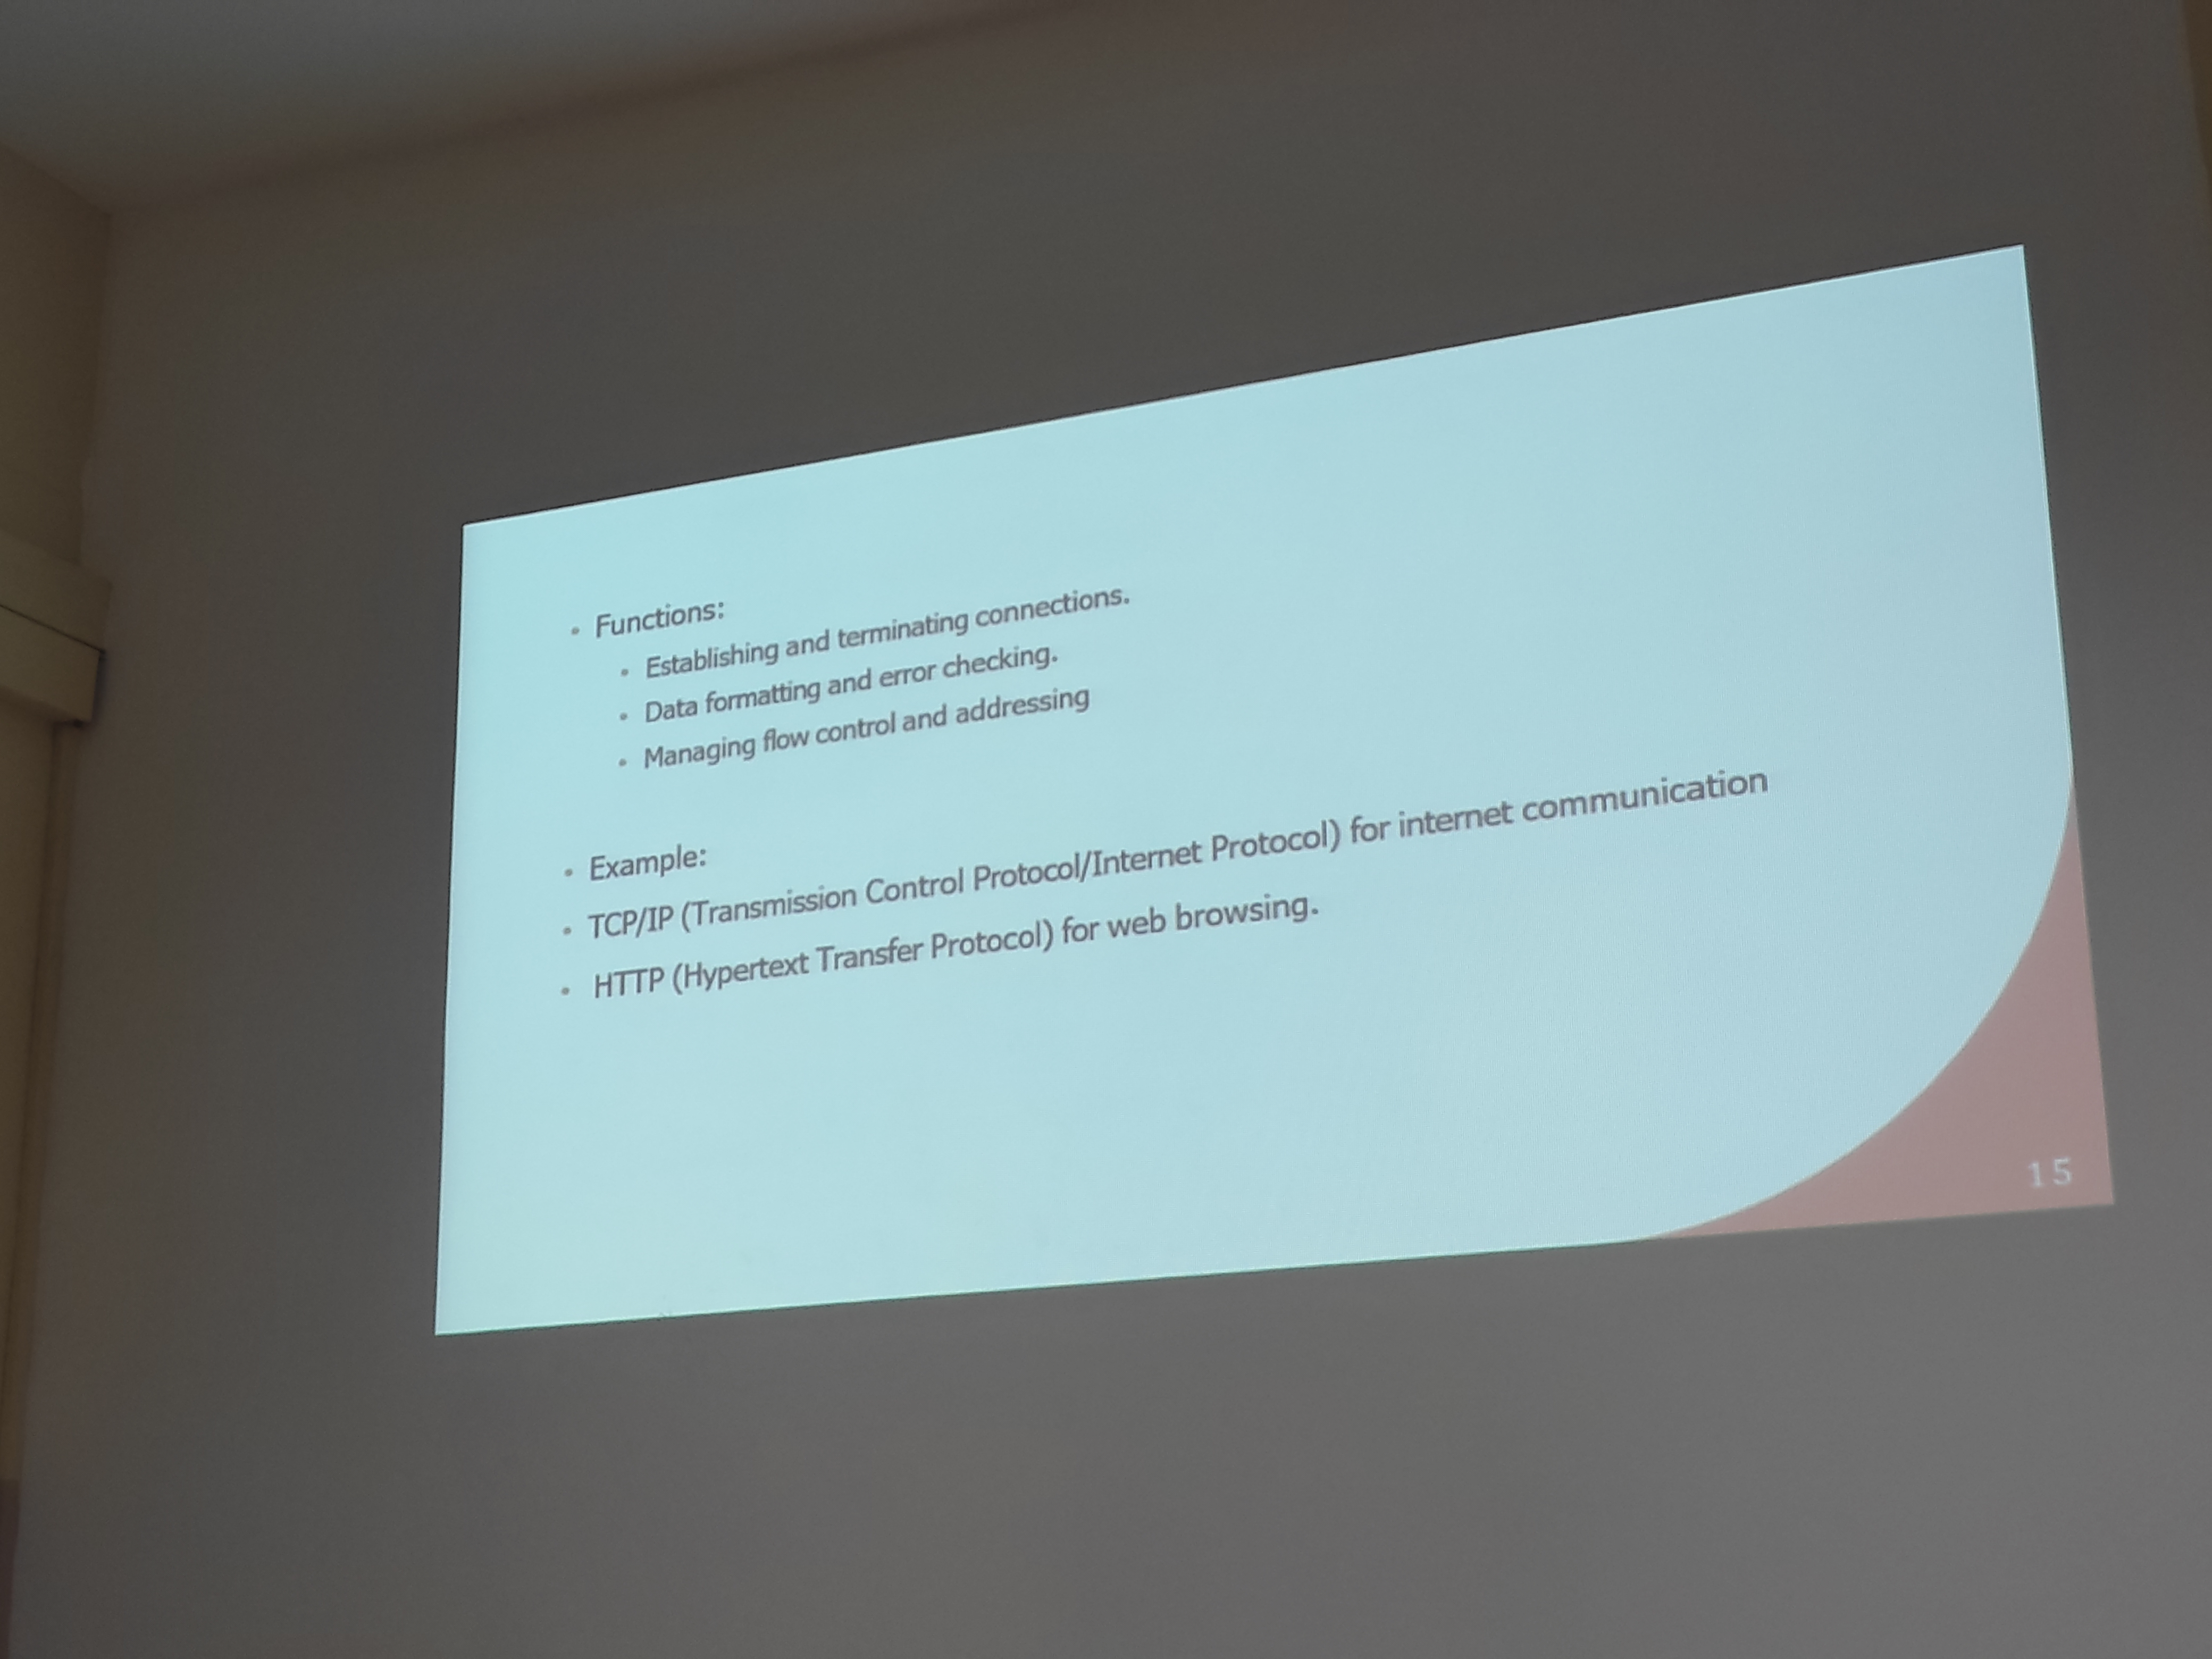 • Functions:
• Establishing and terminating connections.
• Data formatting and error checking.
• Managing flow control and addressing
• Example:
• TCP/IP (Transmission Control Protocol/Internet Protocol) for internet communication
• HTTP (Hypertext Transfer Protocol) for web browsing.
15